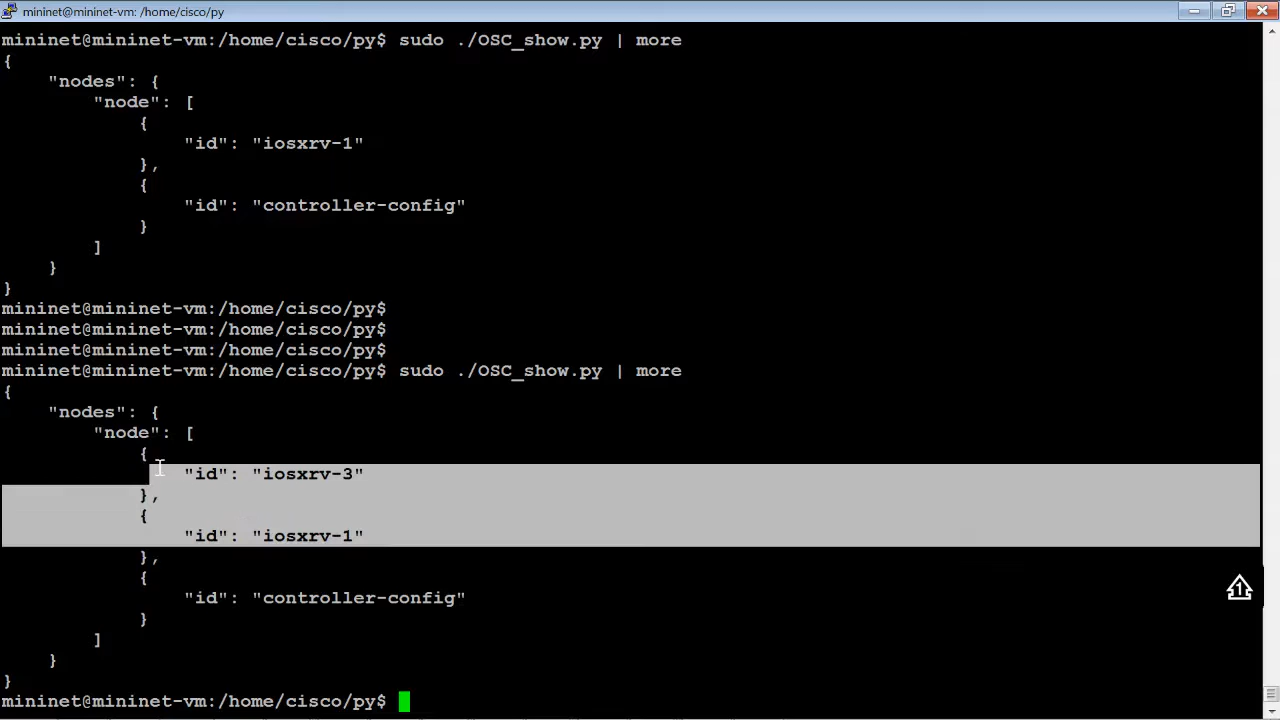 mininet@mininet-vm: /home/cisco/py
mininet@mininet-vm:/home/cisco/py$ sudo ./OSC_show.py | more
{
    "nodes": {
        "node": [
            {
                "id": "iosxrv-1"
            },
            {
                "id": "controller-config"
            }
        ]
    }
}
mininet@mininet-vm:/home/cisco/py$
mininet@mininet-vm:/home/cisco/py$
mininet@mininet-vm:/home/cisco/py$
mininet@mininet-vm:/home/cisco/py$ sudo ./OSC_show.py | more
{
    "nodes": {
        "node": [
            {
                "id": "iosxrv-3"
            },
            {
                "id": "iosxrv-1"
            },
            {
                "id": "controller-config"
            }
        ]
    }
}
mininet@mininet-vm:/home/cisco/py$
1